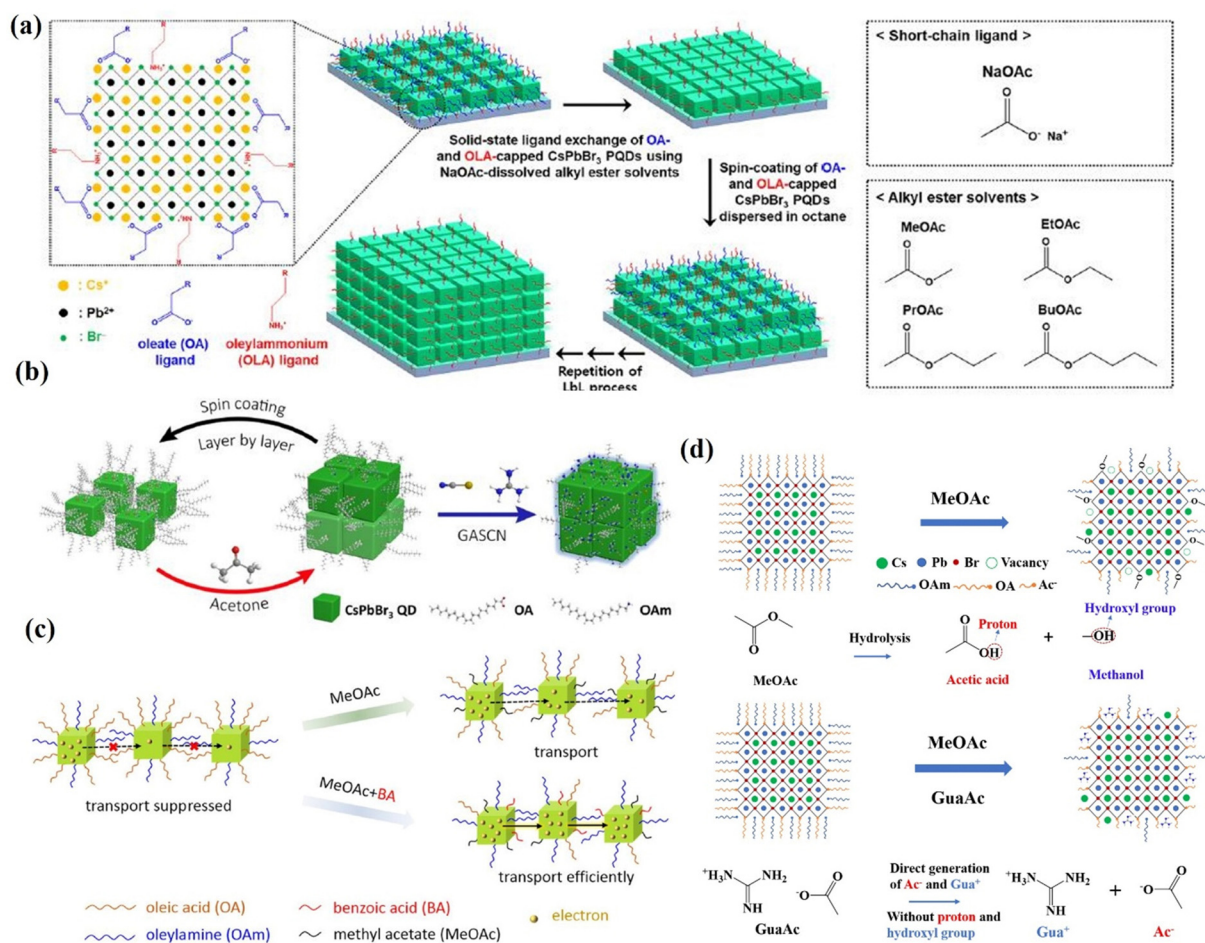 (a)
NH₃⁺
R
: Cs⁺
: Pb²⁺
: Br⁻
oleate (OA)
ligand
oleylammonium
(OLA) ligand
Solid-state ligand exchange of OA-
and OLA-capped CsPbBr₃ PQDs using
NaOAc-dissolved alkyl ester solvents
Spin-coating of OA-
and OLA-capped
CsPbBr₃ PQDs
dispersed in octane
Repetition of
LbL process
< Short-chain ligand >
NaOAc
O
O⁻ Na⁺
< Alkyl ester solvents >
MeOAc
EtOAc
O
O
O
O
PrOAc
BuOAc
O
O
O
O
(b)
Spin coating
Layer by layer
Acetone
GASCN
CsPbBr₃ QD
OA
OAm
(c)
transport suppressed
MeOAc
transport
MeOAc+BA
transport efficiently
oleic acid (OA)
benzoic acid (BA)
electron
oleylamine (OAm)
methyl acetate (MeOAc)
(d)
MeOAc
Cs
Pb
Br
Vacancy
OAm
OA
Ac⁻
Hydroxyl group
O
O
Hydrolysis
O
Proton
OH
+
OH
MeOAc
Acetic acid
Methanol
MeOAc
GuaAc
⁺H₃N
NH₂
NH
⁻O
O
GuaAc
Direct generation
of Ac⁻ and Gua⁺
Without proton and
hydroxyl group
⁺H₃N
NH₂
NH
Gua⁺
+
⁻O
O
Ac⁻